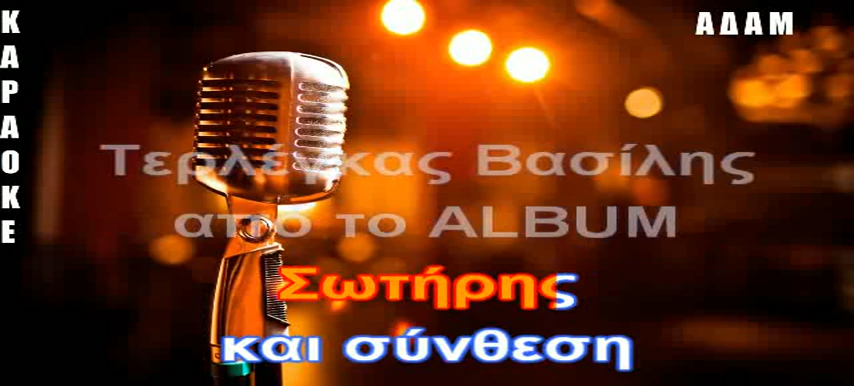 ΚΑΡΑΟΚΕ
ΑΔΑΜ
Τερλέγκας Βασίλης
από το ALBUM
Σωτήρης
και σύνθεση